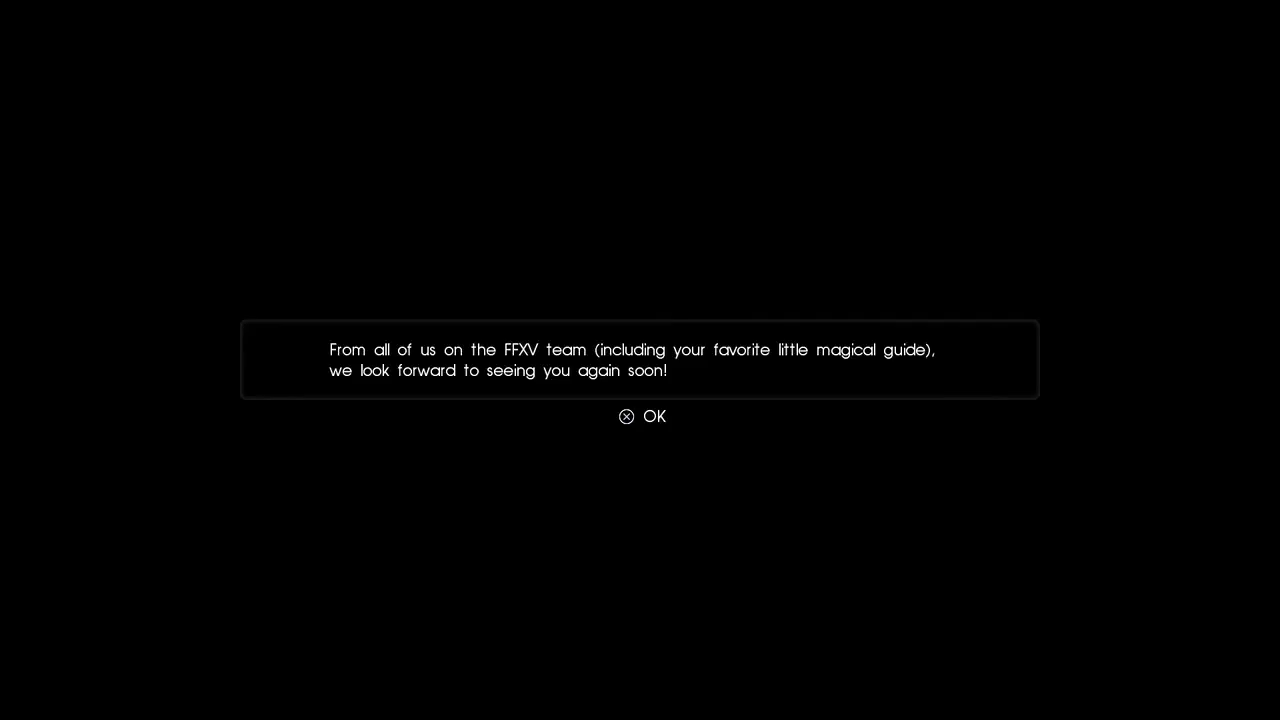 From all of us on the FFXV team (including your favorite little magical guide),
we look forward to seeing you again soon!
OK